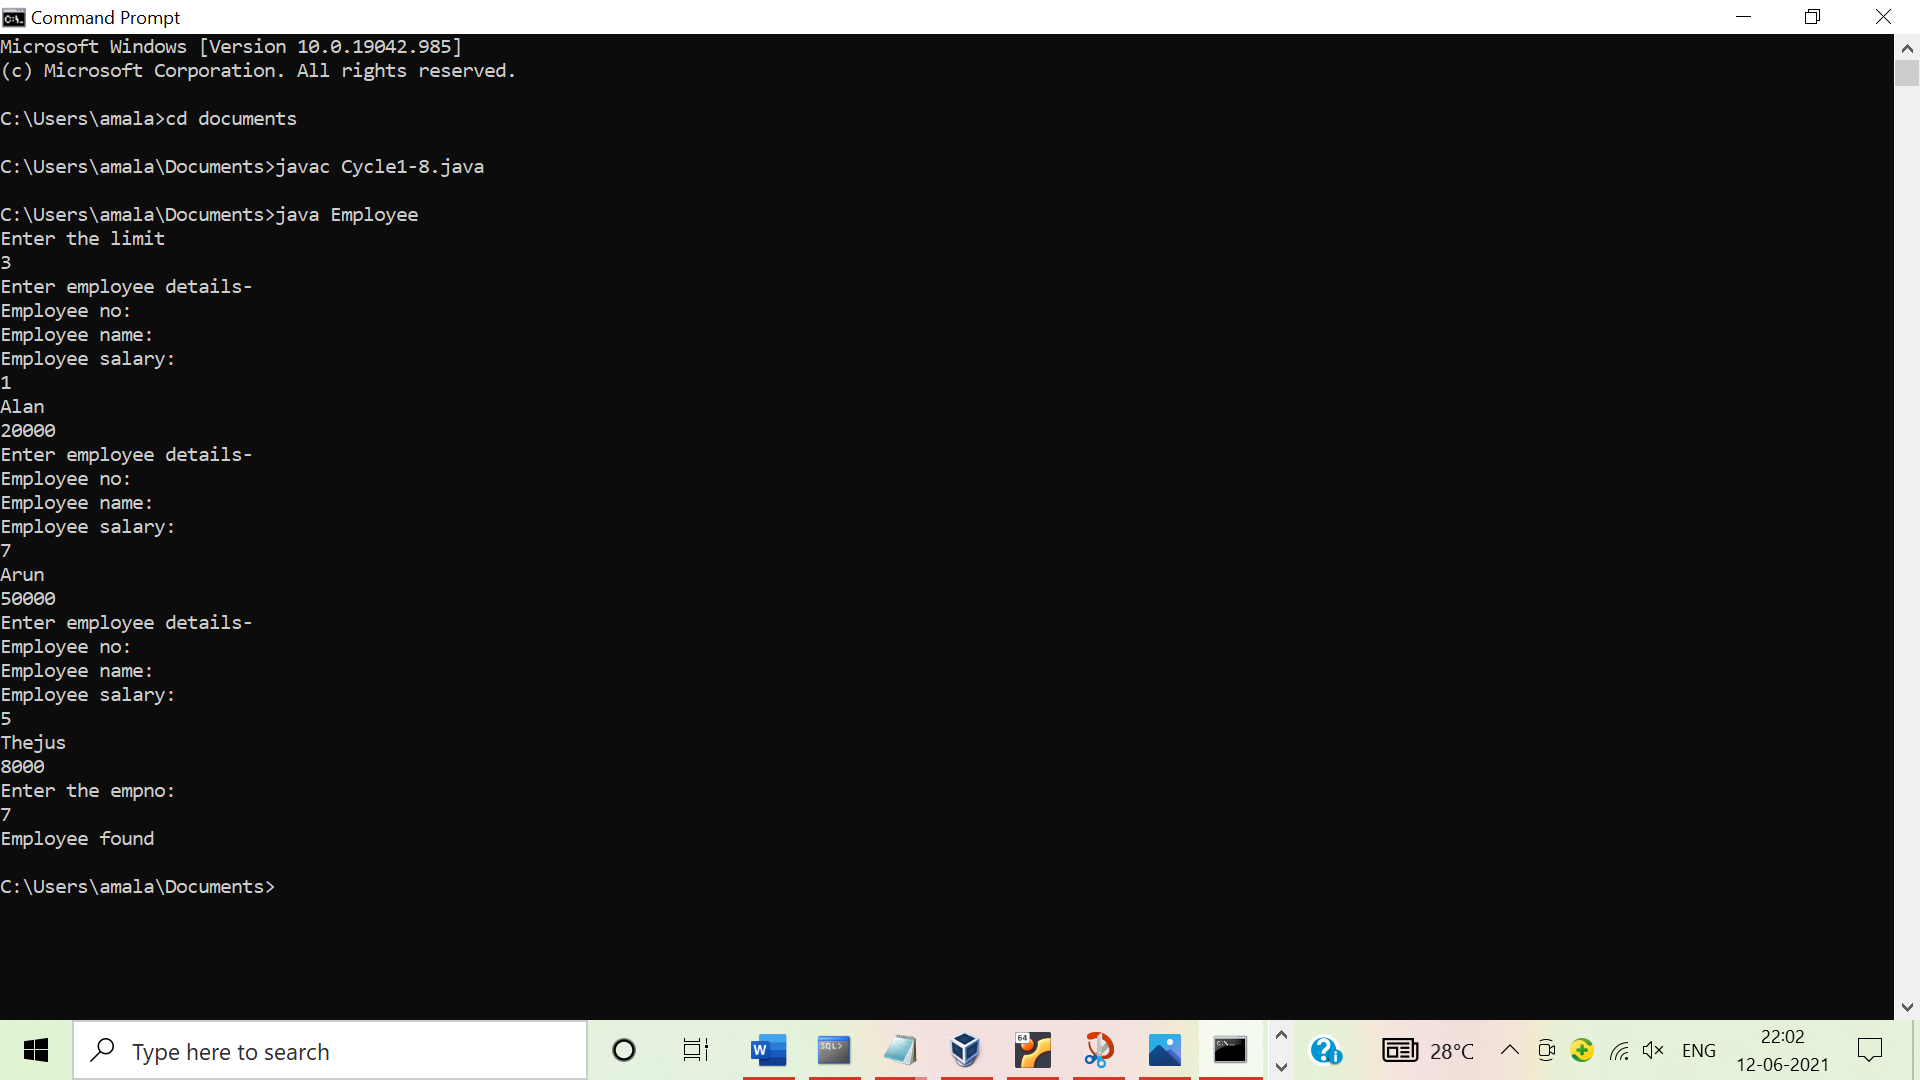 Command Prompt
Microsoft Windows [Version 10.0.19042.985]
(c) Microsoft Corporation. All rights reserved.
C:\Users\amala>cd documents
C:\Users\amala\Documents>javac Cycle1-8.java
C:\Users\amala\Documents>java Employee
Enter the limit
3
Enter employee details-
Employee no:
Employee name:
Employee salary:
1
Alan
20000
Enter employee details-
Employee no:
Employee name:
Employee salary:
7
Arun
50000
Enter employee details-
Employee no:
Employee name:
Employee salary:
5
Thejus
8000
Enter the empno:
7
Employee found
C:\Users\amala\Documents>
Type here to search
W
SQL>
64
28°C
ENG
22:02
12-06-2021